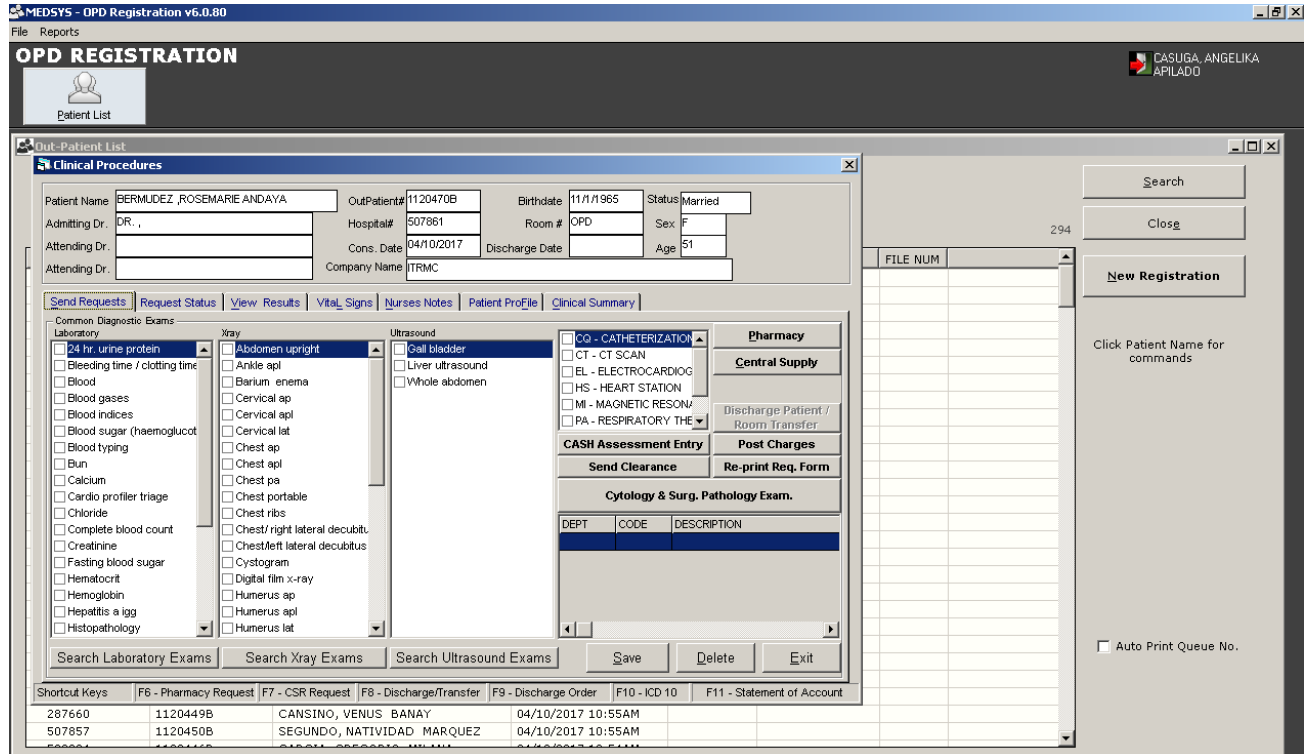 MEDSYS - OPD Registration v6.0.80
File Reports
OPD REGISTRATION
CASUGA, ANGELIKA
APILADO
Patient List
Out-Patient List
Clinical Procedures
Patient Name BERMUDEZ ,ROSEMARIE ANDAYA OutPatient# 1120470B Birthdate 11/1/1965 Status Married
Admitting Dr. DR. , Hospital# 507861 Room # OPD Sex F
Attending Dr. Cons. Date 04/10/2017 Discharge Date Age 51
Attending Dr. Company Name ITRMC
Search
Close
294
FILE NUM
New Registration
Click Patient Name for
commands
Auto Print Queue No.
Send Requests Request Status View Results VitaL Signs Nurses Notes Patient ProFile Clinical Summary
Common Diagnostic Exams
Laboratory
24 hr. urine protein
Bleeding time / clotting time
Blood
Blood gases
Blood indices
Blood sugar (haemoglucot
Blood typing
Bun
Calcium
Cardio profiler triage
Chloride
Complete blood count
Creatinine
Fasting blood sugar
Hematocrit
Hemoglobin
Hepatitis a igg
Histopathology
Xray
Abdomen upright
Ankle apl
Barium enema
Cervical ap
Cervical apl
Cervical lat
Chest ap
Chest apl
Chest pa
Chest portable
Chest ribs
Chest/ right lateral decubitu
Chest/left lateral decubitus
Cystogram
Digital film x-ray
Humerus ap
Humerus apl
Humerus lat
Ultrasound
Gall bladder
Liver ultrasound
Whole abdomen
CQ - CATHETERIZATION
CT - CT SCAN
EL - ELECTROCARDIOG
HS - HEART STATION
MI - MAGNETIC RESONA
PA - RESPIRATORY THE
Pharmacy
Central Supply
Discharge Patient /
Room Transfer
CASH Assessment Entry Post Charges
Send Clearance Re-print Req. Form
Cytology & Surg. Pathology Exam.
DEPT CODE DESCRIPTION
Search Laboratory Exams Search Xray Exams Search Ultrasound Exams Save Delete Exit
Shortcut Keys F6 - Pharmacy Request F7 - CSR Request F8 - Discharge/Transfer F9 - Discharge Order F10 - ICD 10 F11 - Statement of Account
287660 1120449B CANSINO, VENUS BANAY 04/10/2017 10:55AM
507857 1120450B SEGUNDO, NATIVIDAD MARQUEZ 04/10/2017 10:55AM